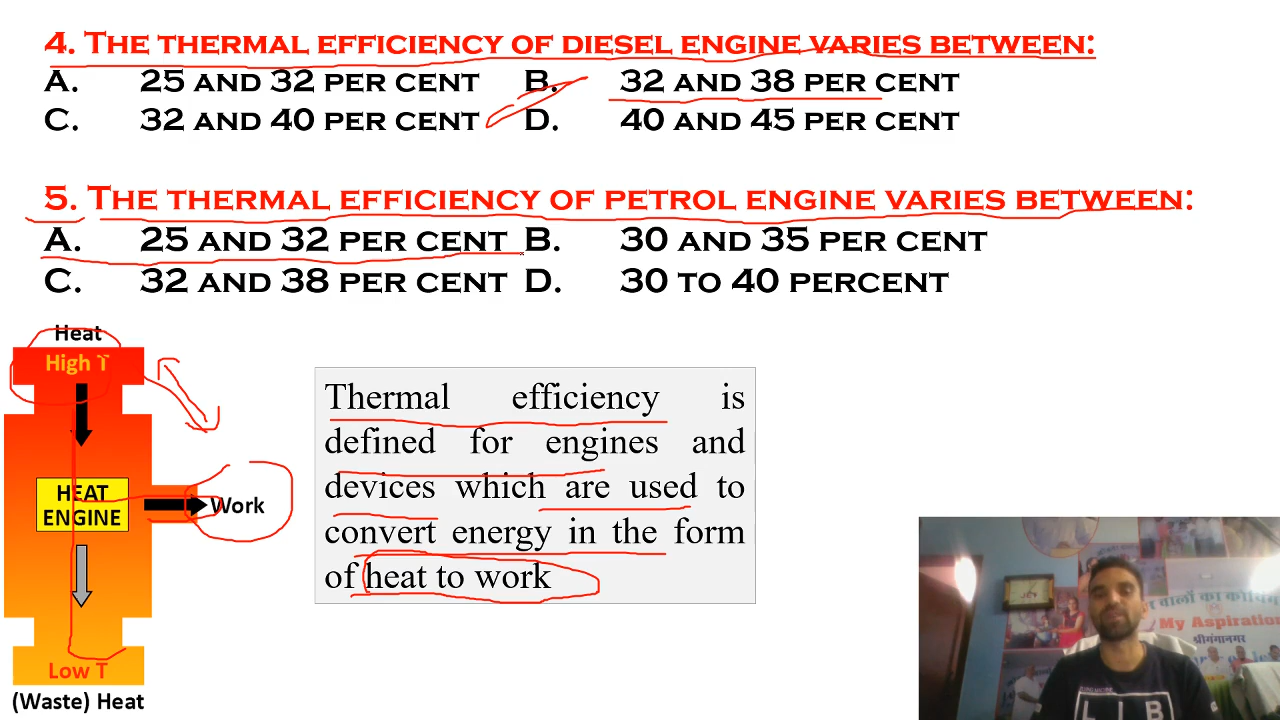 4. THE THERMAL EFFICIENCY OF DIESEL ENGINE VARIES BETWEEN:
A. 25 AND 32 PER CENT B. 32 AND 38 PER CENT
C. 32 AND 40 PER CENT D. 40 AND 45 PER CENT
5. THE THERMAL EFFICIENCY OF PETROL ENGINE VARIES BETWEEN:
A. 25 AND 32 PER CENT B. 30 AND 35 PER CENT
C. 32 AND 38 PER CENT D. 30 TO 40 PERCENT
Heat
High T
HEAT
ENGINE
Work
Low T
(Waste) Heat
Thermal efficiency is
defined for engines and
devices which are used to
convert energy in the form
of heat to work
वालों का
My Aspiration
श्रीगंगानगर
LIB